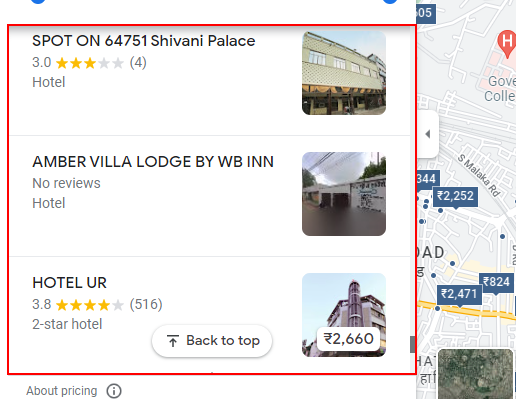 SPOT ON 64751 Shivani Palace
3.0 (4)
Hotel
AMBER VILLA LODGE BY WB INN
No reviews
Hotel
HOTEL UR
3.8 (516)
2-star hotel
₹2,660
Back to top
About pricing
605
H
Gove
Colle
S Malaka Rd
344
₹2,252
OAD
₹824
₹2,471